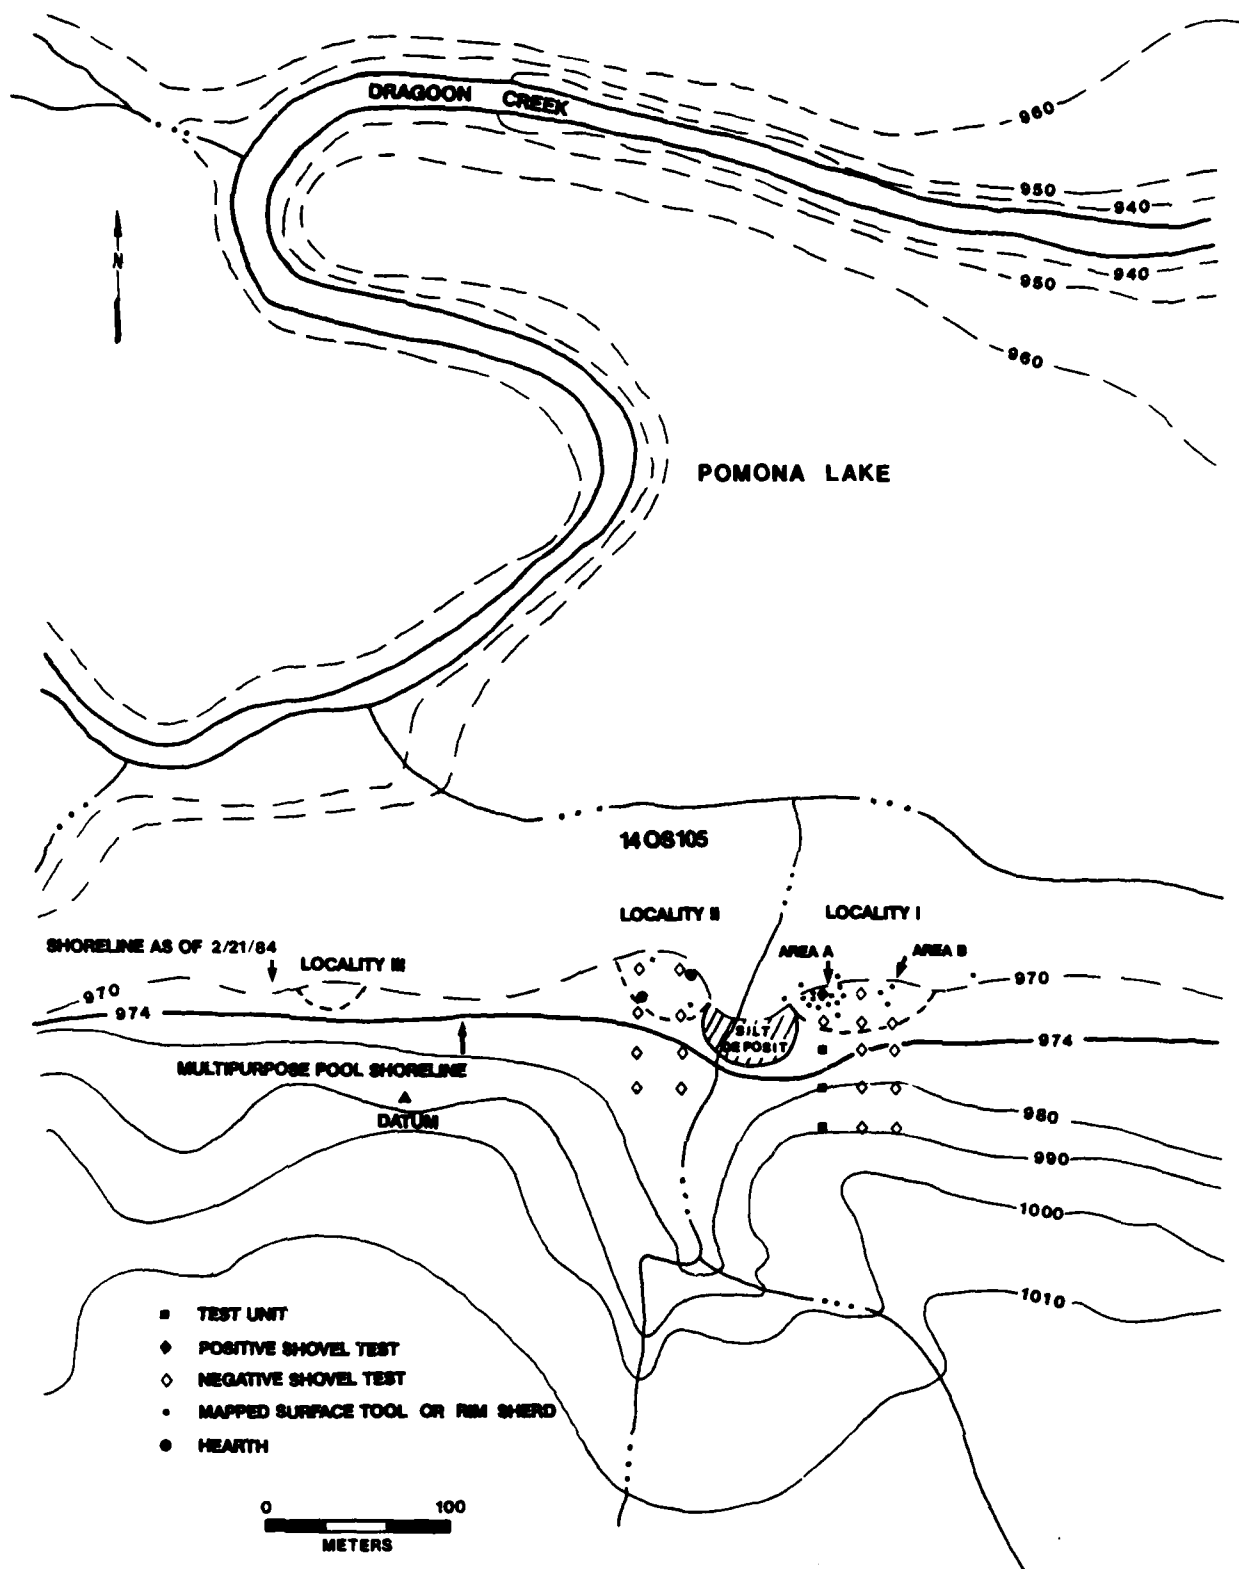 DRAGOON CREEK
960
950
940
N
940
950
960
POMONA LAKE
14OS105
LOCALITY II
LOCALITY I
SHORELINE AS OF 2/21/84
AREA A
AREA B
LOCALITY III
970
970
974
SILT
DEPOSIT
974
MULTIPURPOSE POOL SHORELINE
DATUM
980
990
1000
1010
TEST UNIT
POSITIVE SHOVEL TEST
NEGATIVE SHOVEL TEST
MAPPED SURFACE TOOL OR RIM SHERD
HEARTH
0 100
METERS